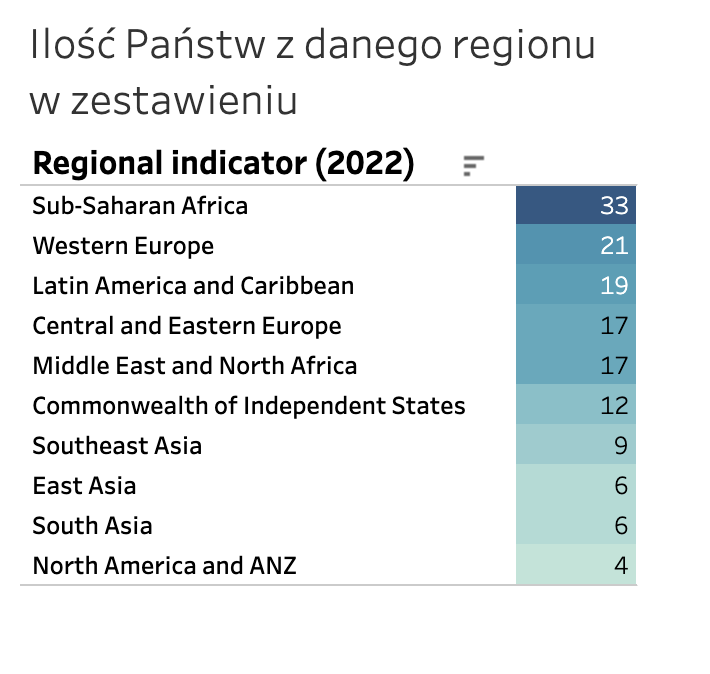 Ilość Państw z danego regionu
w zestawieniu
Regional indicator (2022)
Sub-Saharan Africa 33
Western Europe 21
Latin America and Caribbean 19
Central and Eastern Europe 17
Middle East and North Africa 17
Commonwealth of Independent States 12
Southeast Asia 9
East Asia 6
South Asia 6
North America and ANZ 4